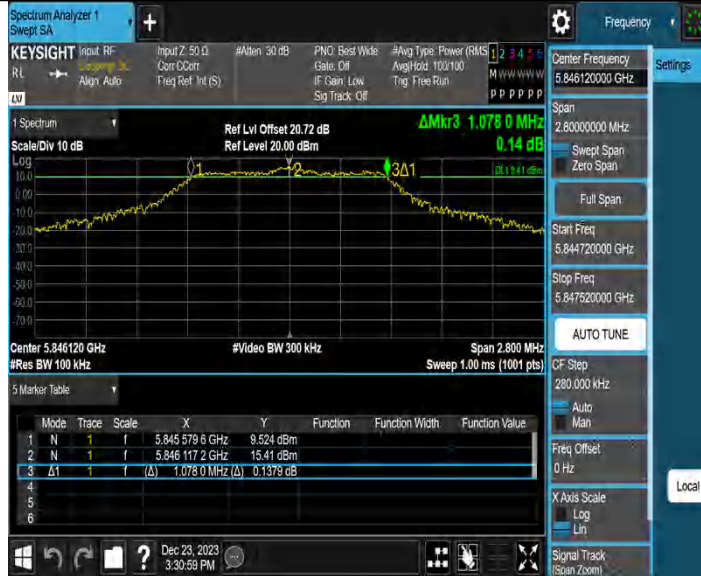 Spectrum Analyzer 1
Swept SA
Frequency
KEYSIGHT Input: RF
RL
Align: Auto
Input Z: 50 Ω
Corr CCorr
Freq Ref: Int (S)
#Atten: 30 dB
PNO: Best Wide
Gate: Off
IF Gain: Low
Sig Track: Off
#Avg Type: Power (RMS
Avg|Hold: 100/100
Trig: Free Run
1 2 3 4 5 6
M W W W W W
P P P P P P
1 Spectrum
Scale/Div 10 dB
Ref Lvl Offset 20.72 dB
Ref Level 20.00 dBm
ΔMkr3 1.078 0 MHz
0.14 dB
Log
10.0
0.00
-10.0
-20.0
-30.0
-40.0
-50.0
-60.0
-70.0
1
2
3Δ1
DL1 9.41 dBm
Center 5.846120 GHz
#Res BW 100 kHz
#Video BW 300 kHz
Span 2.800 MHz
Sweep 1.00 ms (1001 pts)
5 Marker Table
Mode Trace Scale X Y Function Function Width Function Value
1 N 1 f 5.845 579 6 GHz 9.524 dBm
2 N 1 f 5.846 117 2 GHz 15.41 dBm
3 Δ1 1 f (Δ) 1.078 0 MHz (Δ) 0.1379 dB
4
5
6
Dec 23, 2023
3:30:59 PM
Center Frequency
5.846120000 GHz
Settings
Span
2.80000000 MHz
Swept Span
Zero Span
Full Span
Start Freq
5.844720000 GHz
Stop Freq
5.847520000 GHz
AUTO TUNE
CF Step
280.000 kHz
Auto
Man
Freq Offset
0 Hz
Local
X Axis Scale
Log
Lin
Signal Track
(Span Zoom)